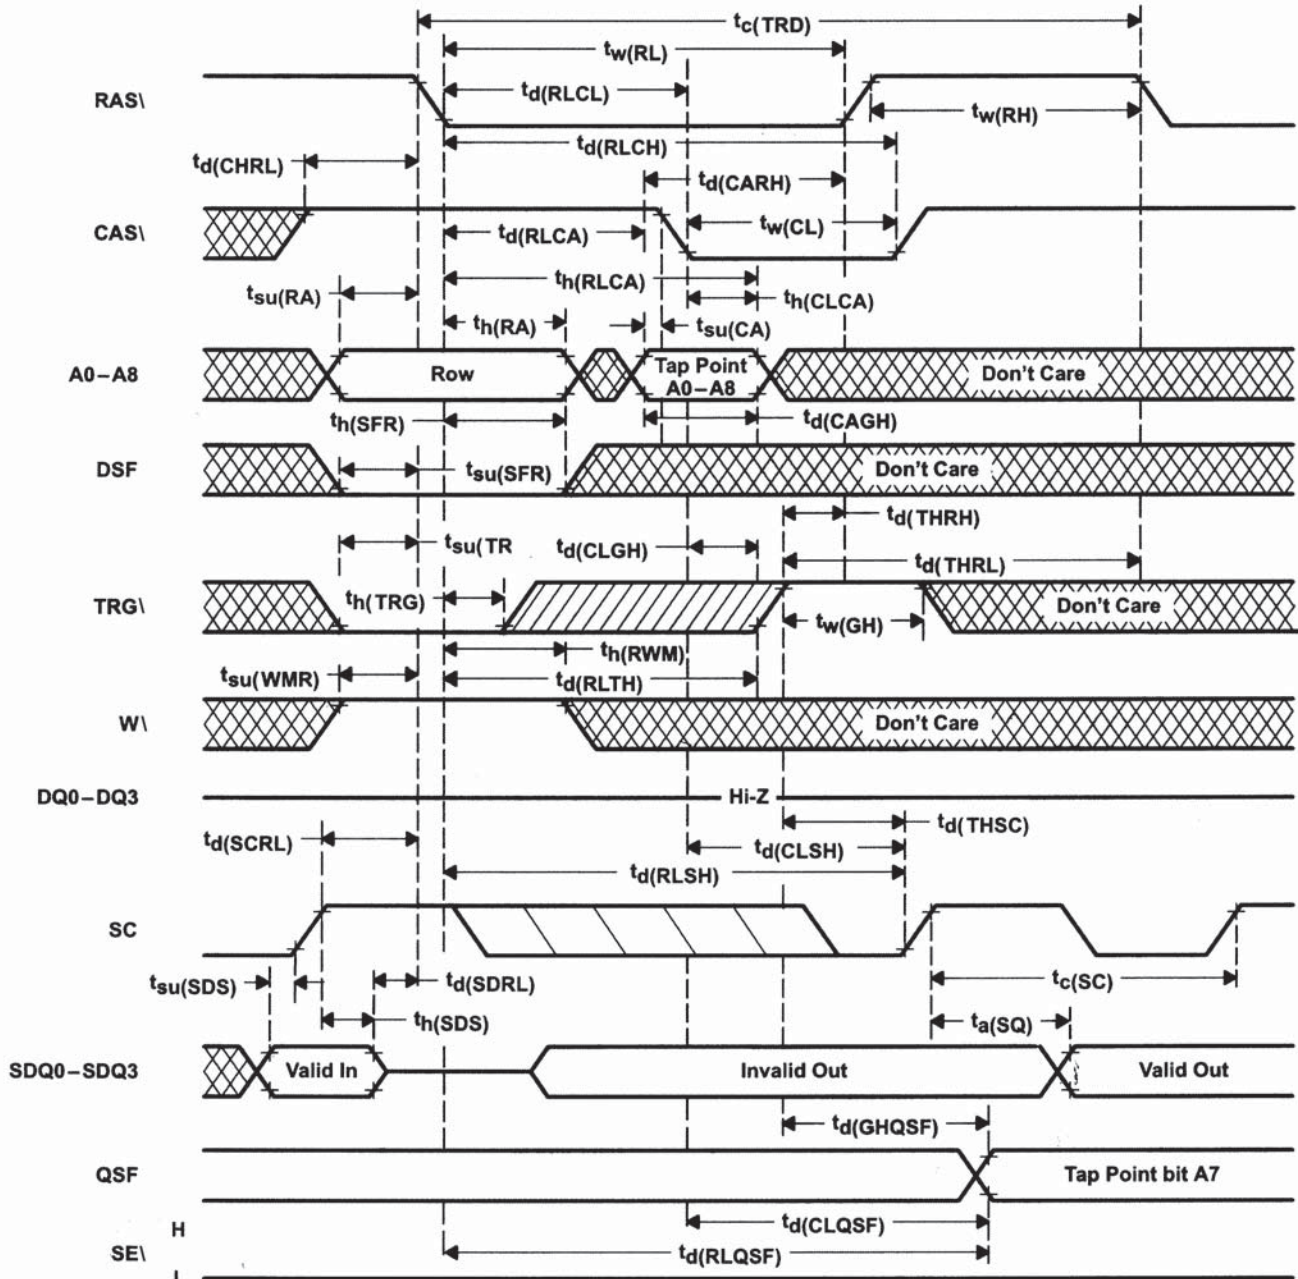 tc(TRD)
tw(RL)
td(RLCL)
RAS\
tw(RH)
td(RLCH)
td(CHRL)
td(CARH)
CAS\
tw(CL)
td(RLCA)
th(RLCA)
tsu(RA)
th(CLCA)
th(RA)
tsu(CA)
A0–A8
Row
Tap Point
A0–A8
Don't Care
th(SFR)
td(CAGH)
DSF
tsu(SFR)
Don't Care
td(THRH)
tsu(TR
td(CLGH)
td(THRL)
TRG\
th(TRG)
Don't Care
tw(GH)
th(RWM)
tsu(WMR)
td(RLTH)
W\
Don't Care
DQ0–DQ3
Hi-Z
td(THSC)
td(SCRL)
td(CLSH)
td(RLSH)
SC
tsu(SDS)
td(SDRL)
tc(SC)
th(SDS)
ta(SQ)
SDQ0–SDQ3
Valid In
Invalid Out
Valid Out
td(GHQSF)
QSF
Tap Point bit A7
H
td(CLQSF)
SE\
td(RLQSF)